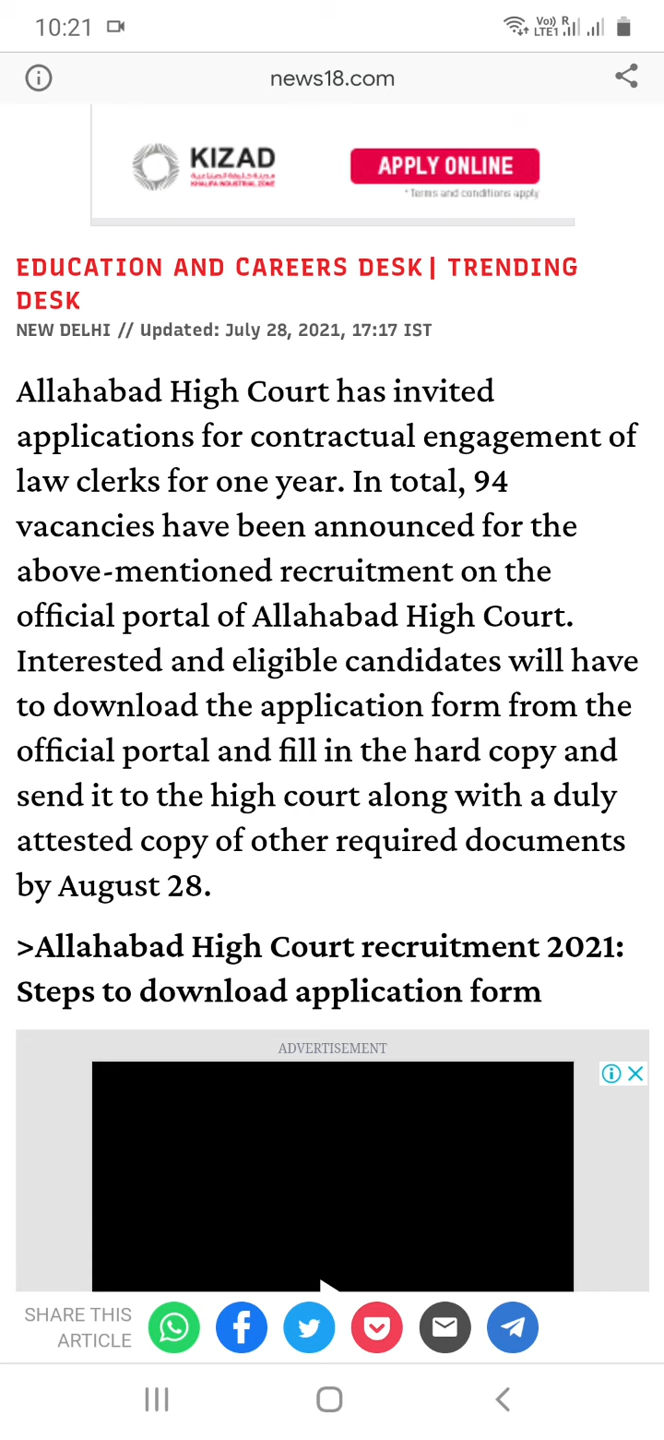 10:21
Vo) R
LTE1
news18.com
KIZAD
KHALIFA INDUSTRIAL ZONE
APPLY ONLINE
* Terms and conditions apply
EDUCATION AND CAREERS DESK| TRENDING
DESK
NEW DELHI // Updated: July 28, 2021, 17:17 IST
Allahabad High Court has invited
applications for contractual engagement of
law clerks for one year. In total, 94
vacancies have been announced for the
above-mentioned recruitment on the
official portal of Allahabad High Court.
Interested and eligible candidates will have
to download the application form from the
official portal and fill in the hard copy and
send it to the high court along with a duly
attested copy of other required documents
by August 28.
>Allahabad High Court recruitment 2021:
Steps to download application form
ADVERTISEMENT
SHARE THIS
ARTICLE